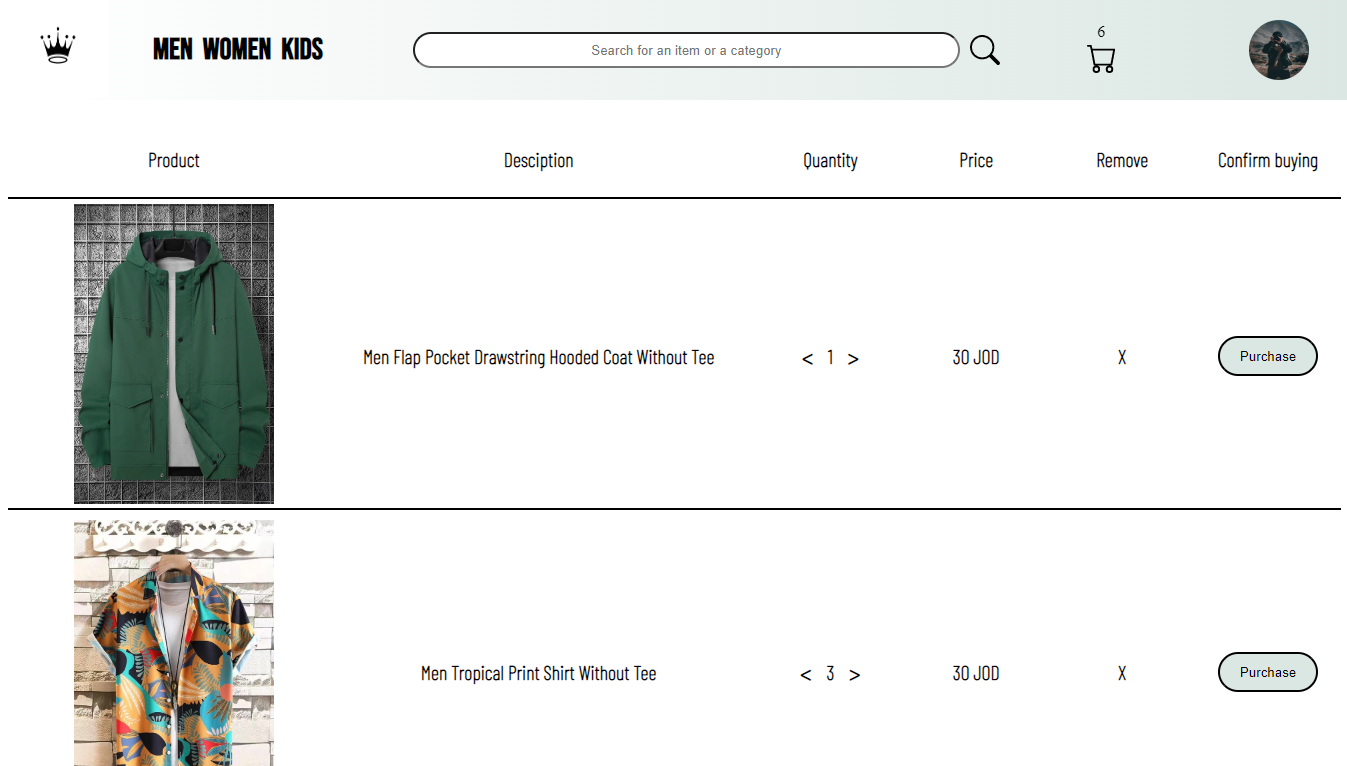 MEN WOMEN KIDS
Search for an item or a category
6
Product Desciption Quantity Price Remove Confirm buying
Men Flap Pocket Drawstring Hooded Coat Without Tee < 1 > 30 JOD X Purchase
Men Tropical Print Shirt Without Tee < 3 > 30 JOD X Purchase